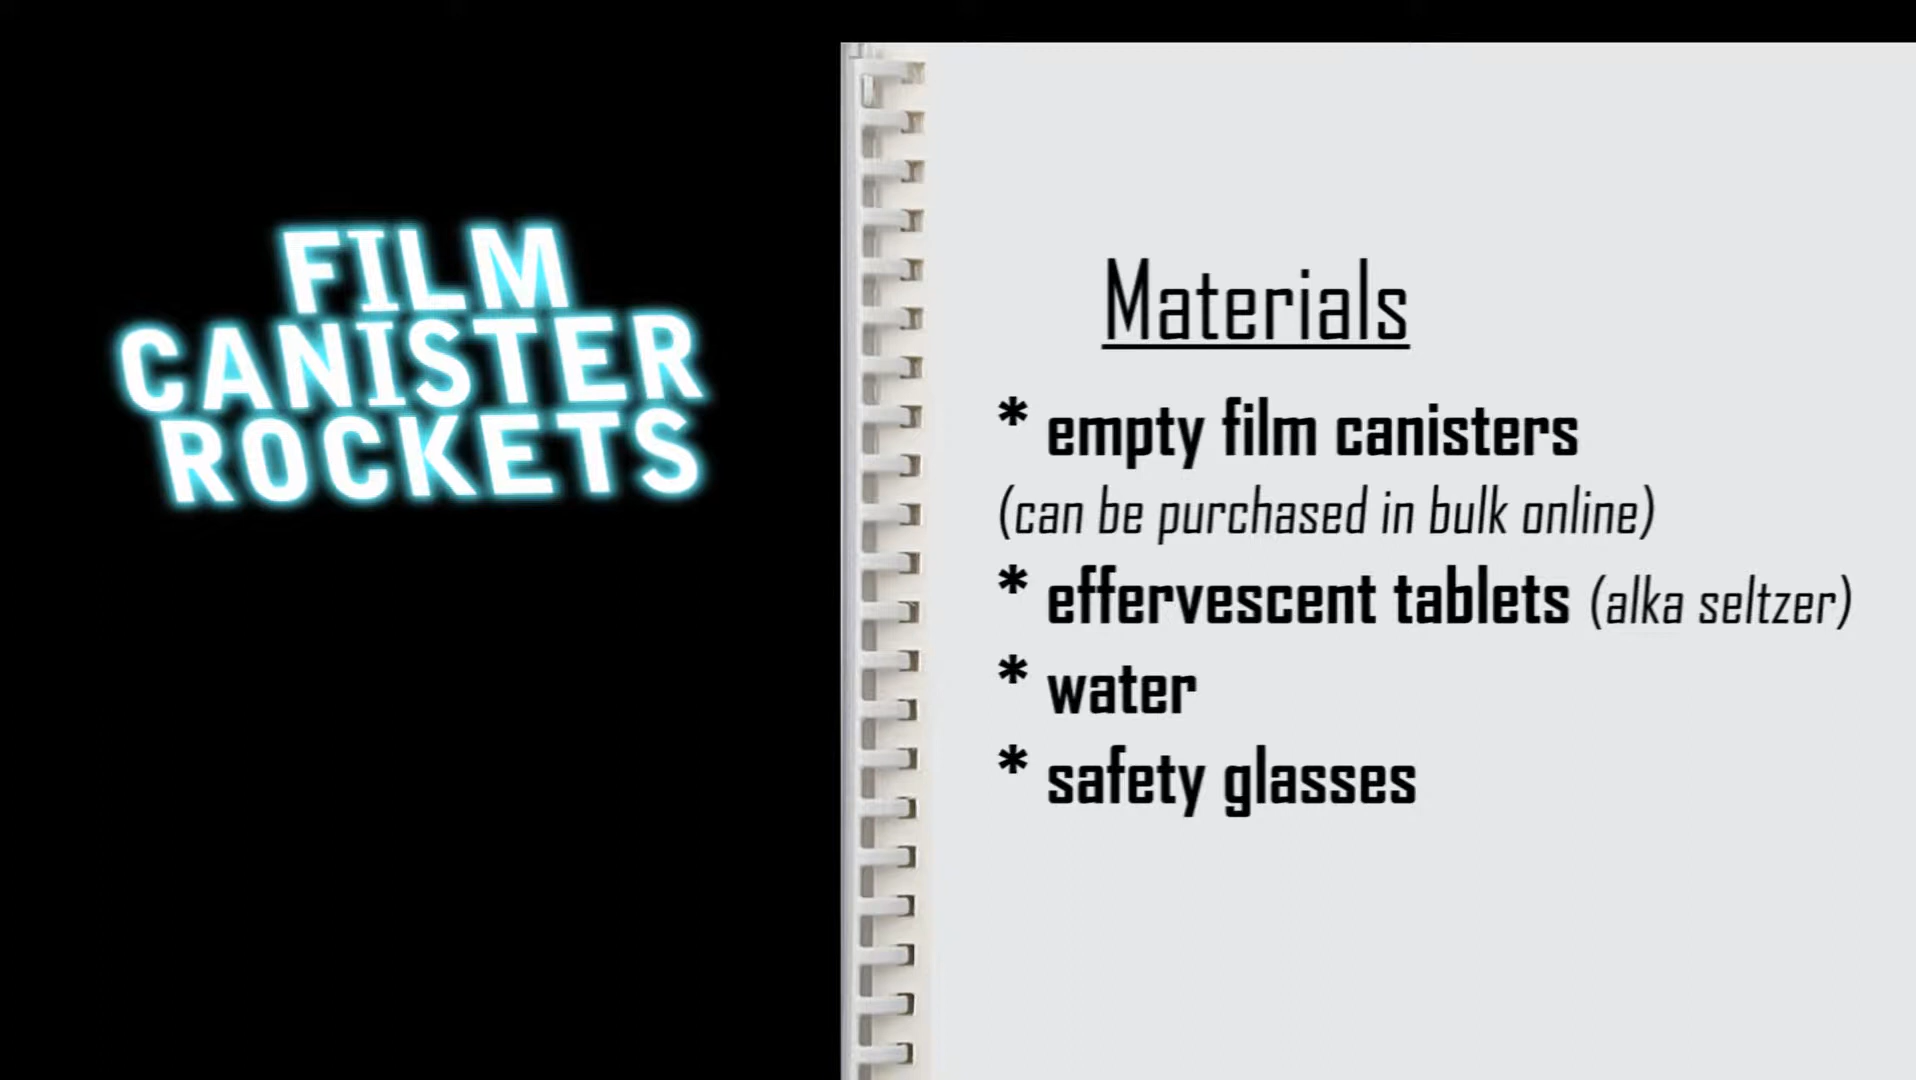 FILM
CANISTER
ROCKETS
Materials
* empty film canisters
(can be purchased in bulk online)
* effervescent tablets (alka seltzer)
* water
* safety glasses